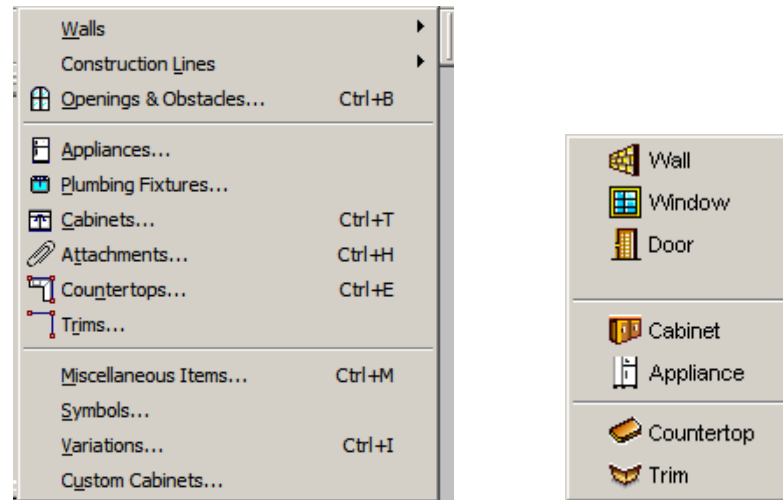 Walls
Construction Lines
Openings & Obstacles... Ctrl+B
Appliances...
Plumbing Fixtures...
Cabinets... Ctrl+T
Attachments... Ctrl+H
Countertops... Ctrl+E
Trims...
Miscellaneous Items... Ctrl+M
Symbols...
Variations... Ctrl+I
Custom Cabinets...
Wall
Window
Door
Cabinet
Appliance
Countertop
Trim